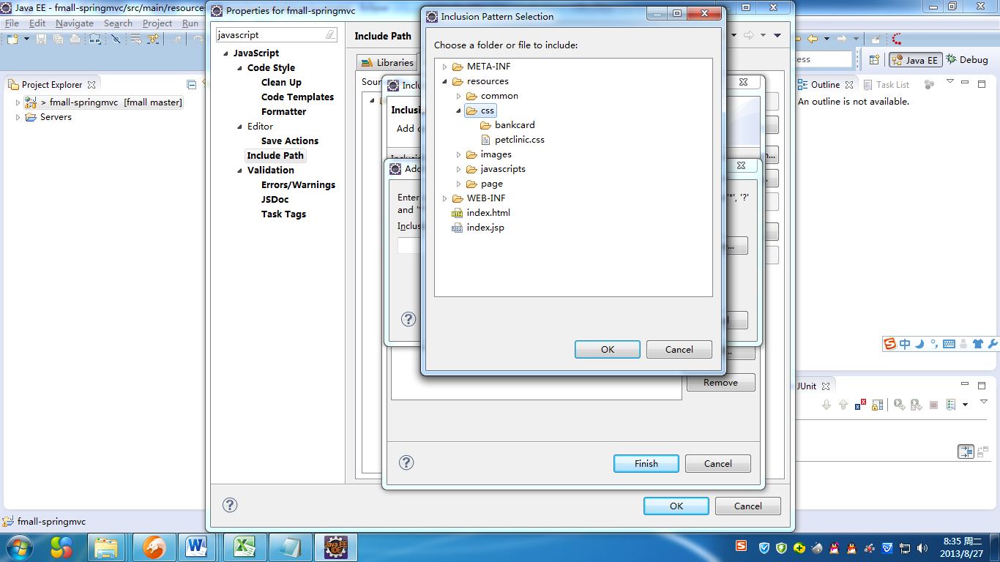 Java EE - fmall-springmvc/src/main/resource
File Edit Navigate Search Project Run
Project Explorer
> fmall-springmvc [fmall master]
Servers
fmall-springmvc
Properties for fmall-springmvc
javascript
JavaScript
Code Style
Clean Up
Code Templates
Formatter
Editor
Save Actions
Include Path
Validation
Errors/Warnings
JSDoc
Task Tags
Include Path
Libraries
Sour
Inclu
Inclusi
Add
Add
Enter
'*', '?'
and
Inclus
Remove
Finish
Cancel
OK
Cancel
Inclusion Pattern Selection
Choose a folder or file to include:
META-INF
resources
common
css
bankcard
petclinic.css
images
javascripts
page
WEB-INF
index.html
index.jsp
OK
Cancel
Java EE
Debug
Outline
Task List
An outline is not available.
中
JUnit
Java EE
IDE
8:35 周二
2013/8/27